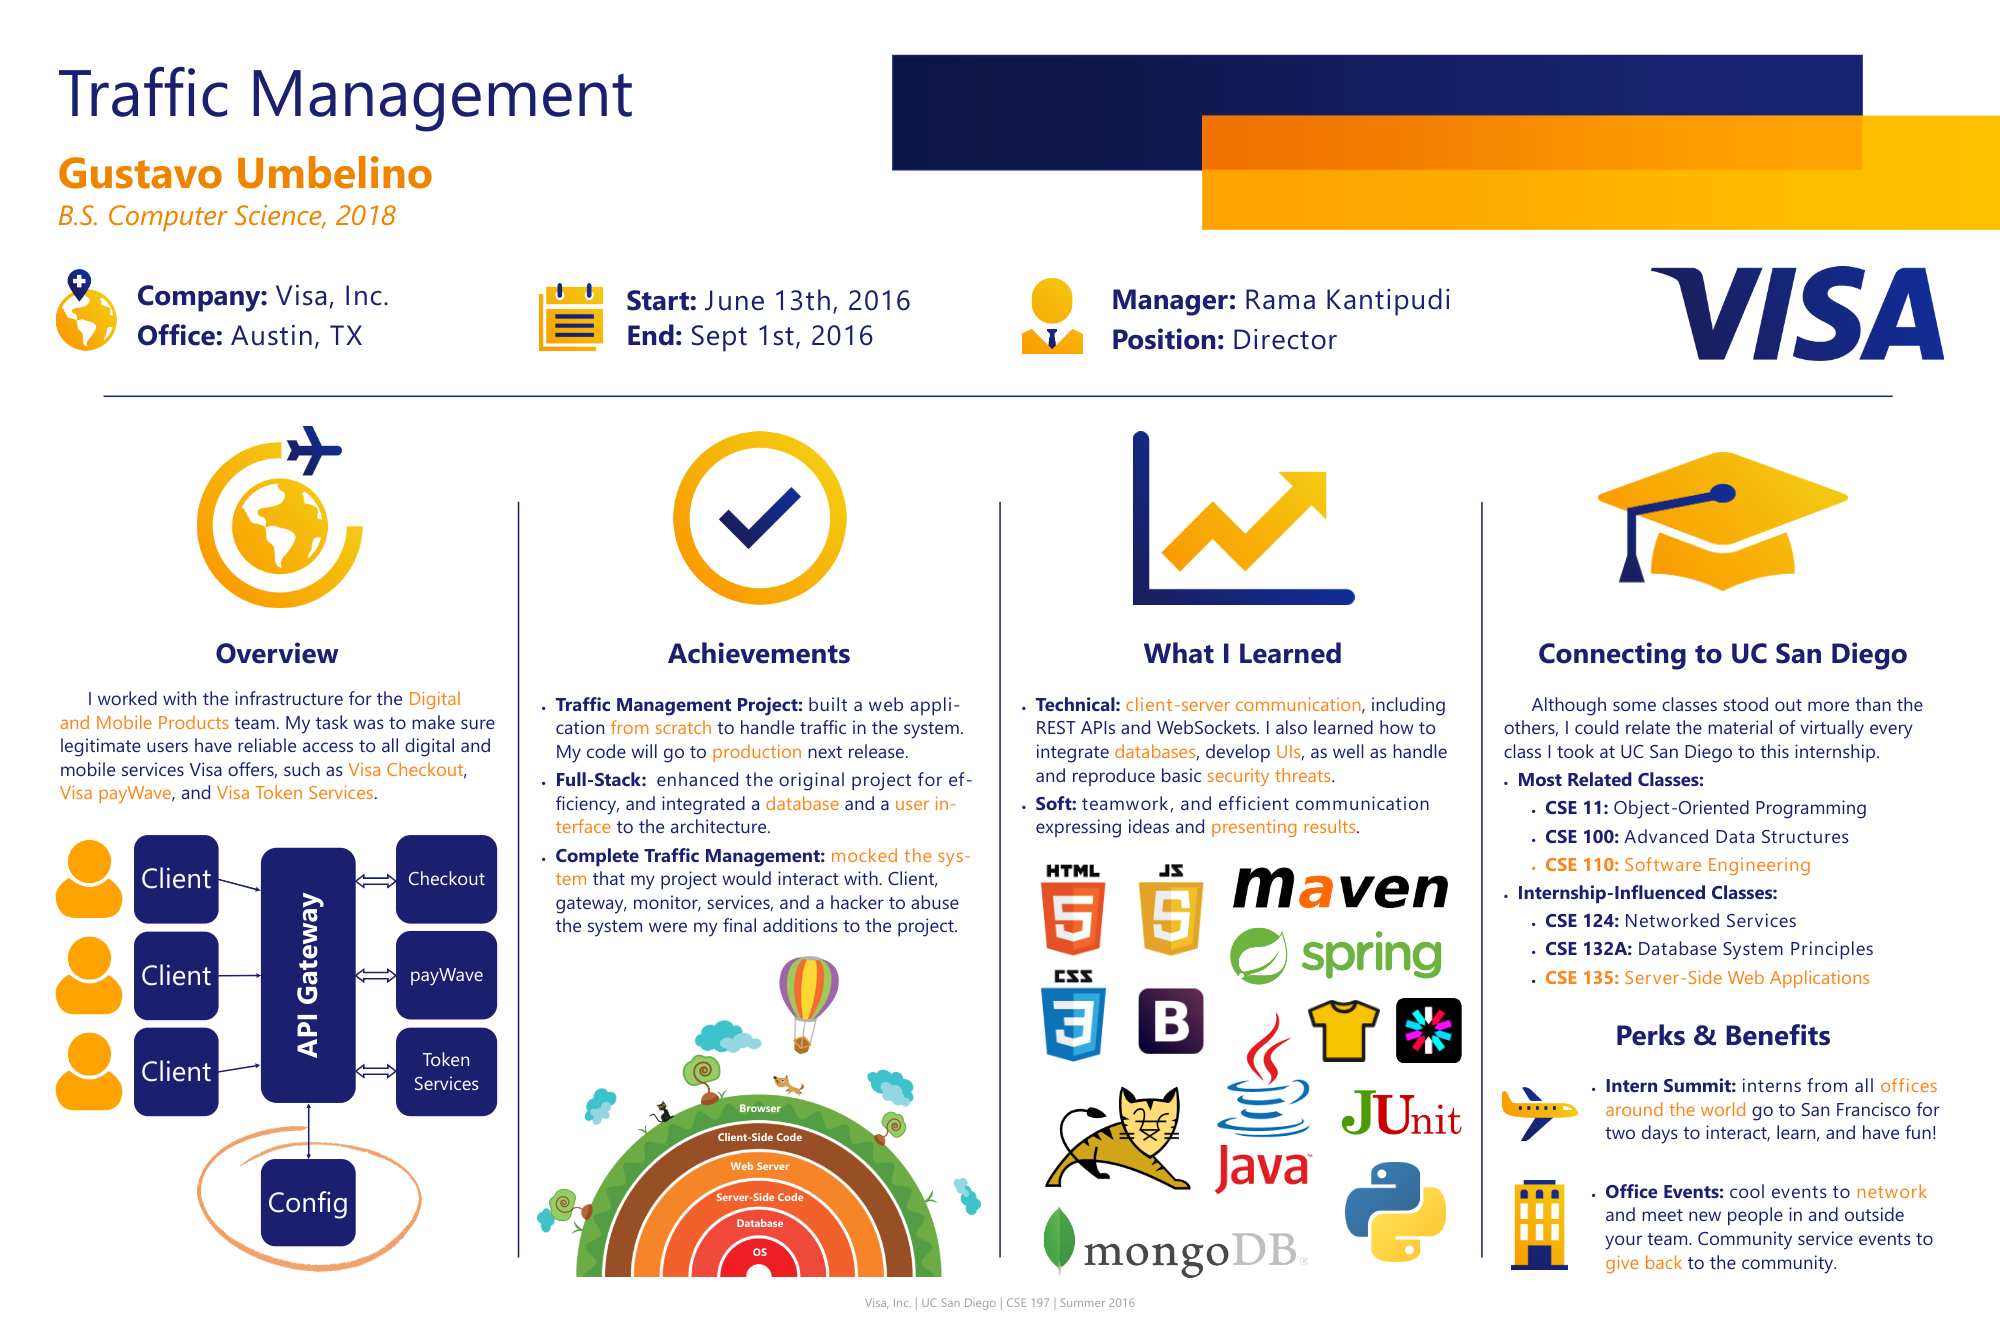 Traffic Management
Gustavo Umbelino
B.S. Computer Science, 2018
Company: Visa, Inc.
Office: Austin, TX
Start: June 13th, 2016
End: Sept 1st, 2016
Manager: Rama Kantipudi
Position: Director
VISA
Overview
I worked with the infrastructure for the Digital
and Mobile Products team. My task was to make sure
legitimate users have reliable access to all digital and
mobile services Visa offers, such as Visa Checkout,
Visa payWave, and Visa Token Services.
Client
Client
Client
API Gateway
Checkout
payWave
Token
Services
Config
Achievements
• Traffic Management Project: built a web appli-
cation from scratch to handle traffic in the system.
My code will go to production next release.
• Full-Stack: enhanced the original project for ef-
ficiency, and integrated a database and a user in-
terface to the architecture.
• Complete Traffic Management: mocked the sys-
tem that my project would interact with. Client,
gateway, monitor, services, and a hacker to abuse
the system were my final additions to the project.
Browser
Client-Side Code
Web Server
Server-Side Code
Database
OS
What I Learned
• Technical: client-server communication, including
REST APIs and WebSockets. I also learned how to
integrate databases, develop UIs, as well as handle
and reproduce basic security threats.
• Soft: teamwork, and efficient communication
expressing ideas and presenting results.
HTML
5
JS
5
maven
spring
CSS
3
B
Java™
JUnit
mongoDB®
Connecting to UC San Diego
Although some classes stood out more than the
others, I could relate the material of virtually every
class I took at UC San Diego to this internship.
• Most Related Classes:
• CSE 11: Object-Oriented Programming
• CSE 100: Advanced Data Structures
• CSE 110: Software Engineering
• Internship-Influenced Classes:
• CSE 124: Networked Services
• CSE 132A: Database System Principles
• CSE 135: Server-Side Web Applications
Perks & Benefits
• Intern Summit: interns from all offices
around the world go to San Francisco for
two days to interact, learn, and have fun!
• Office Events: cool events to network
and meet new people in and outside
your team. Community service events to
give back to the community.
Visa, Inc. | UC San Diego | CSE 197 | Summer 2016